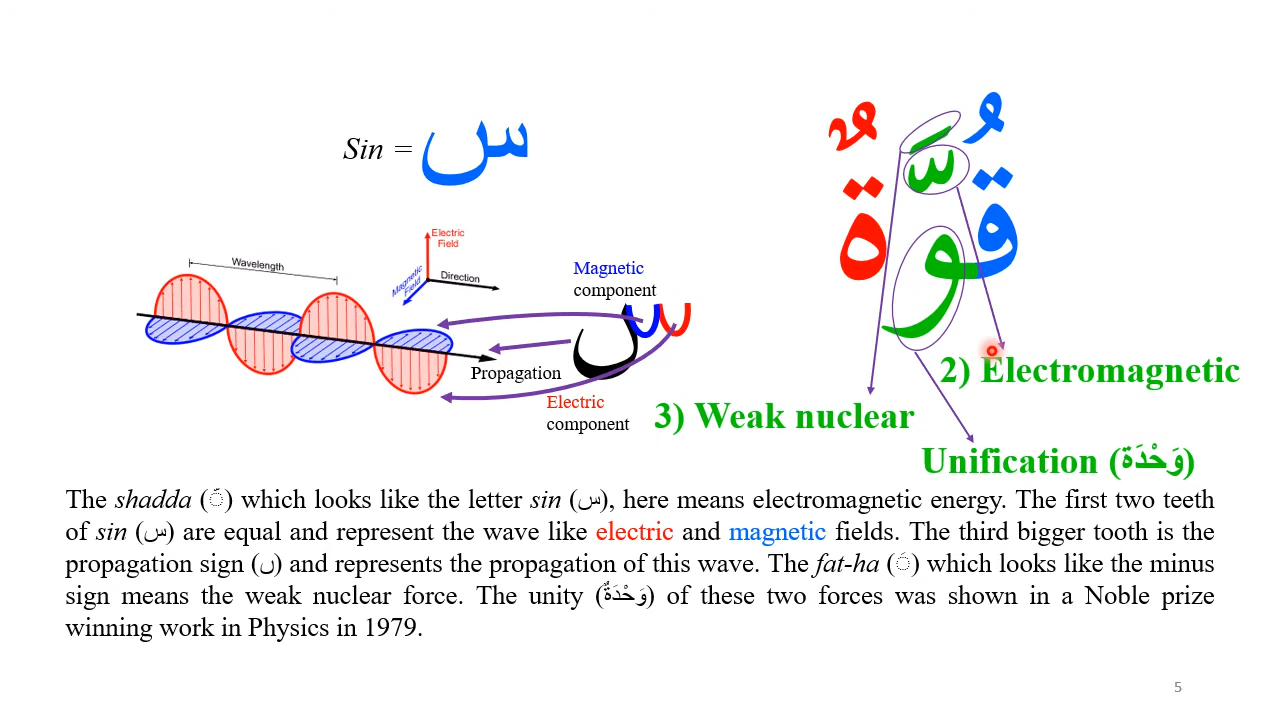 Sin = س
قُوَّةٌ
Electric
Field
Wavelength
Magnetic
Field
Direction
Magnetic
component
س
Propagation
Electric
component
2) Electromagnetic
3) Weak nuclear
Unification (وَحْدَة)
The shadda (ّ) which looks like the letter sin (س), here means electromagnetic energy. The first two teeth
of sin (س) are equal and represent the wave like electric and magnetic fields. The third bigger tooth is the
propagation sign (ں) and represents the propagation of this wave. The fat-ha (َ) which looks like the minus
sign means the weak nuclear force. The unity (وَحْدَةٌ) of these two forces was shown in a Noble prize
winning work in Physics in 1979.
5